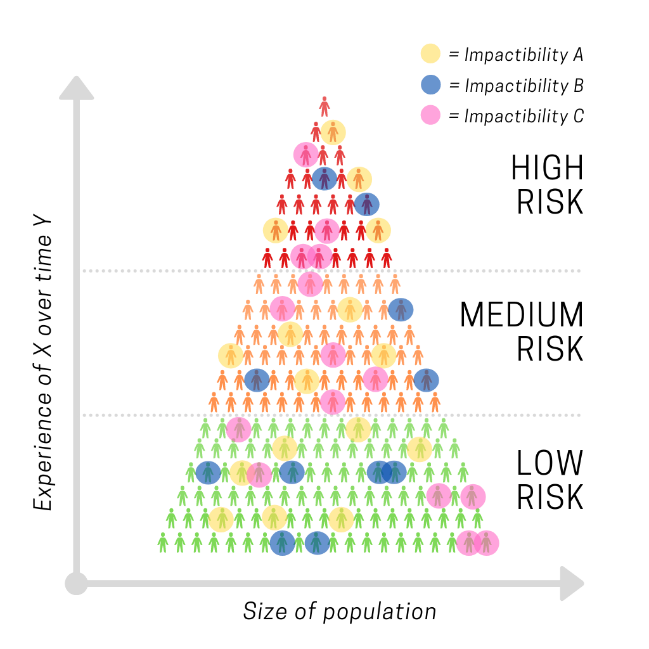 = Impactibility A
= Impactibility B
= Impactibility C
HIGH
RISK
MEDIUM
RISK
LOW
RISK
Experience of X over time Y
Size of population